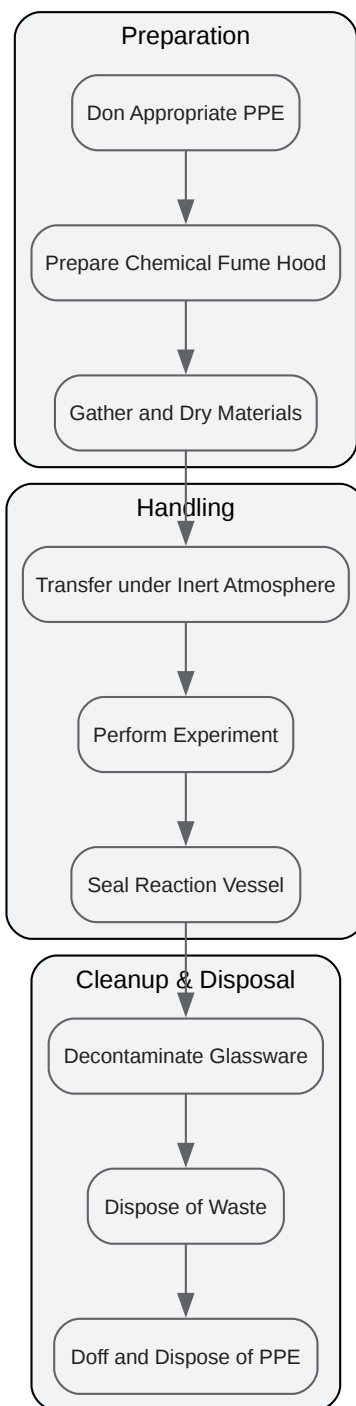 Preparation
Don Appropriate PPE
Prepare Chemical Fume Hood
Gather and Dry Materials
Handling
Transfer under Inert Atmosphere
Perform Experiment
Seal Reaction Vessel
Cleanup & Disposal
Decontaminate Glassware
Dispose of Waste
Doff and Dispose of PPE